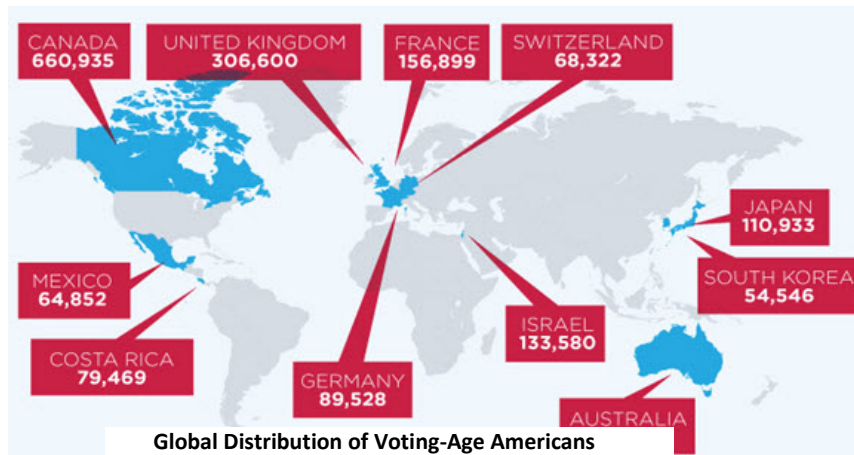 CANADA
660,935
UNITED KINGDOM
306,600
FRANCE
156,899
SWITZERLAND
68,322
JAPAN
110,933
SOUTH KOREA
54,546
MEXICO
64,852
ISRAEL
133,580
COSTA RICA
79,469
GERMANY
89,528
AUSTRALIA
Global Distribution of Voting-Age Americans